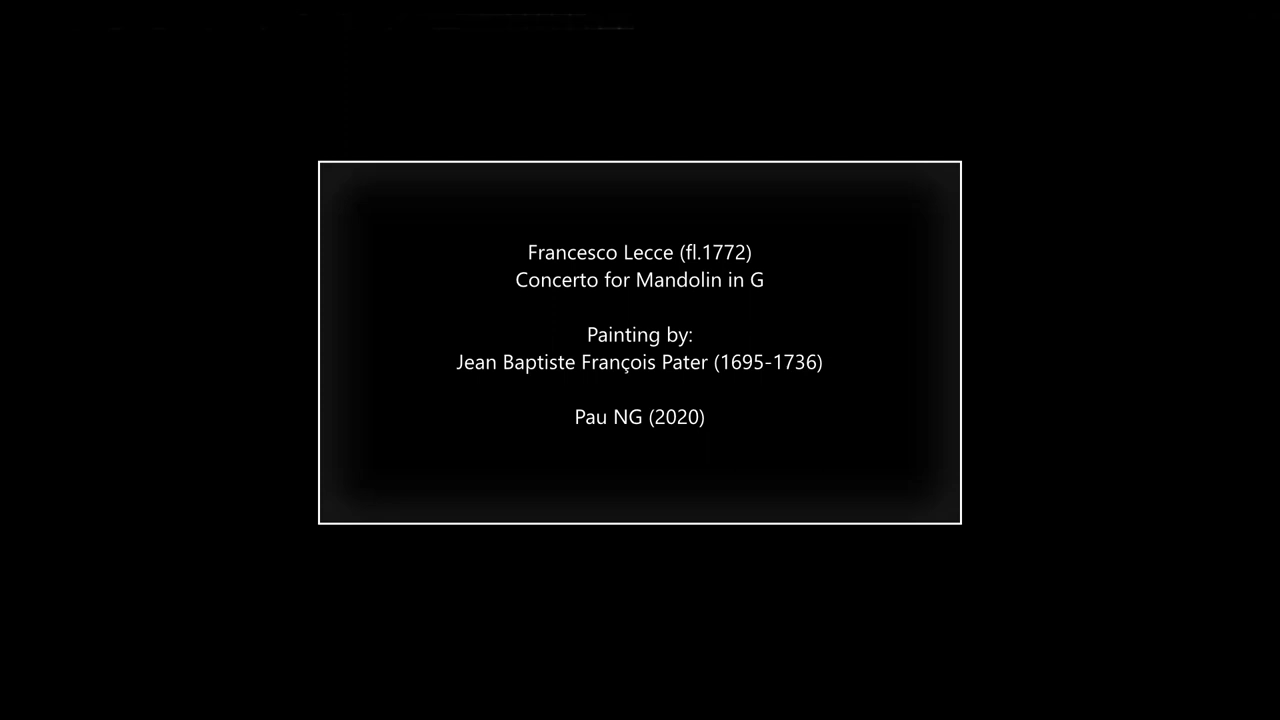 Francesco Lecce (fl.1772)
Concerto for Mandolin in G
Painting by:
Jean Baptiste François Pater (1695-1736)
Pau NG (2020)